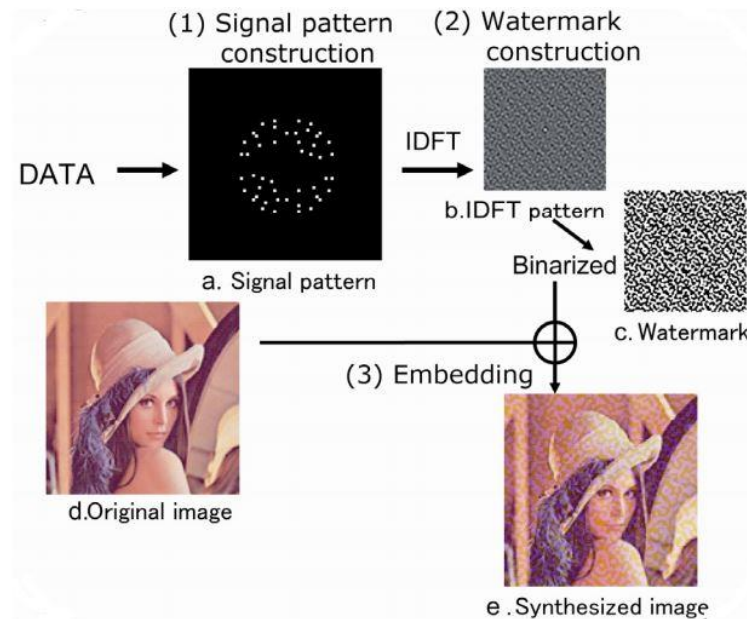 (1) Signal pattern
construction
(2) Watermark
construction
DATA
IDFT
a. Signal pattern
b.IDFT pattern
Binarized
c. Watermark
(3) Embedding
d.Original image
e .Synthesized image